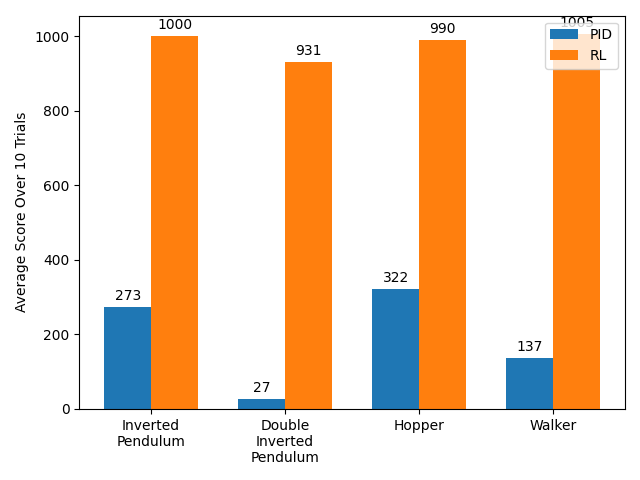 Average Score Over 10 Trials
1000
800
600
400
200
0
273
1000
27
931
322
990
137
1005
PID
RL
Inverted
Pendulum
Double
Inverted
Pendulum
Hopper
Walker